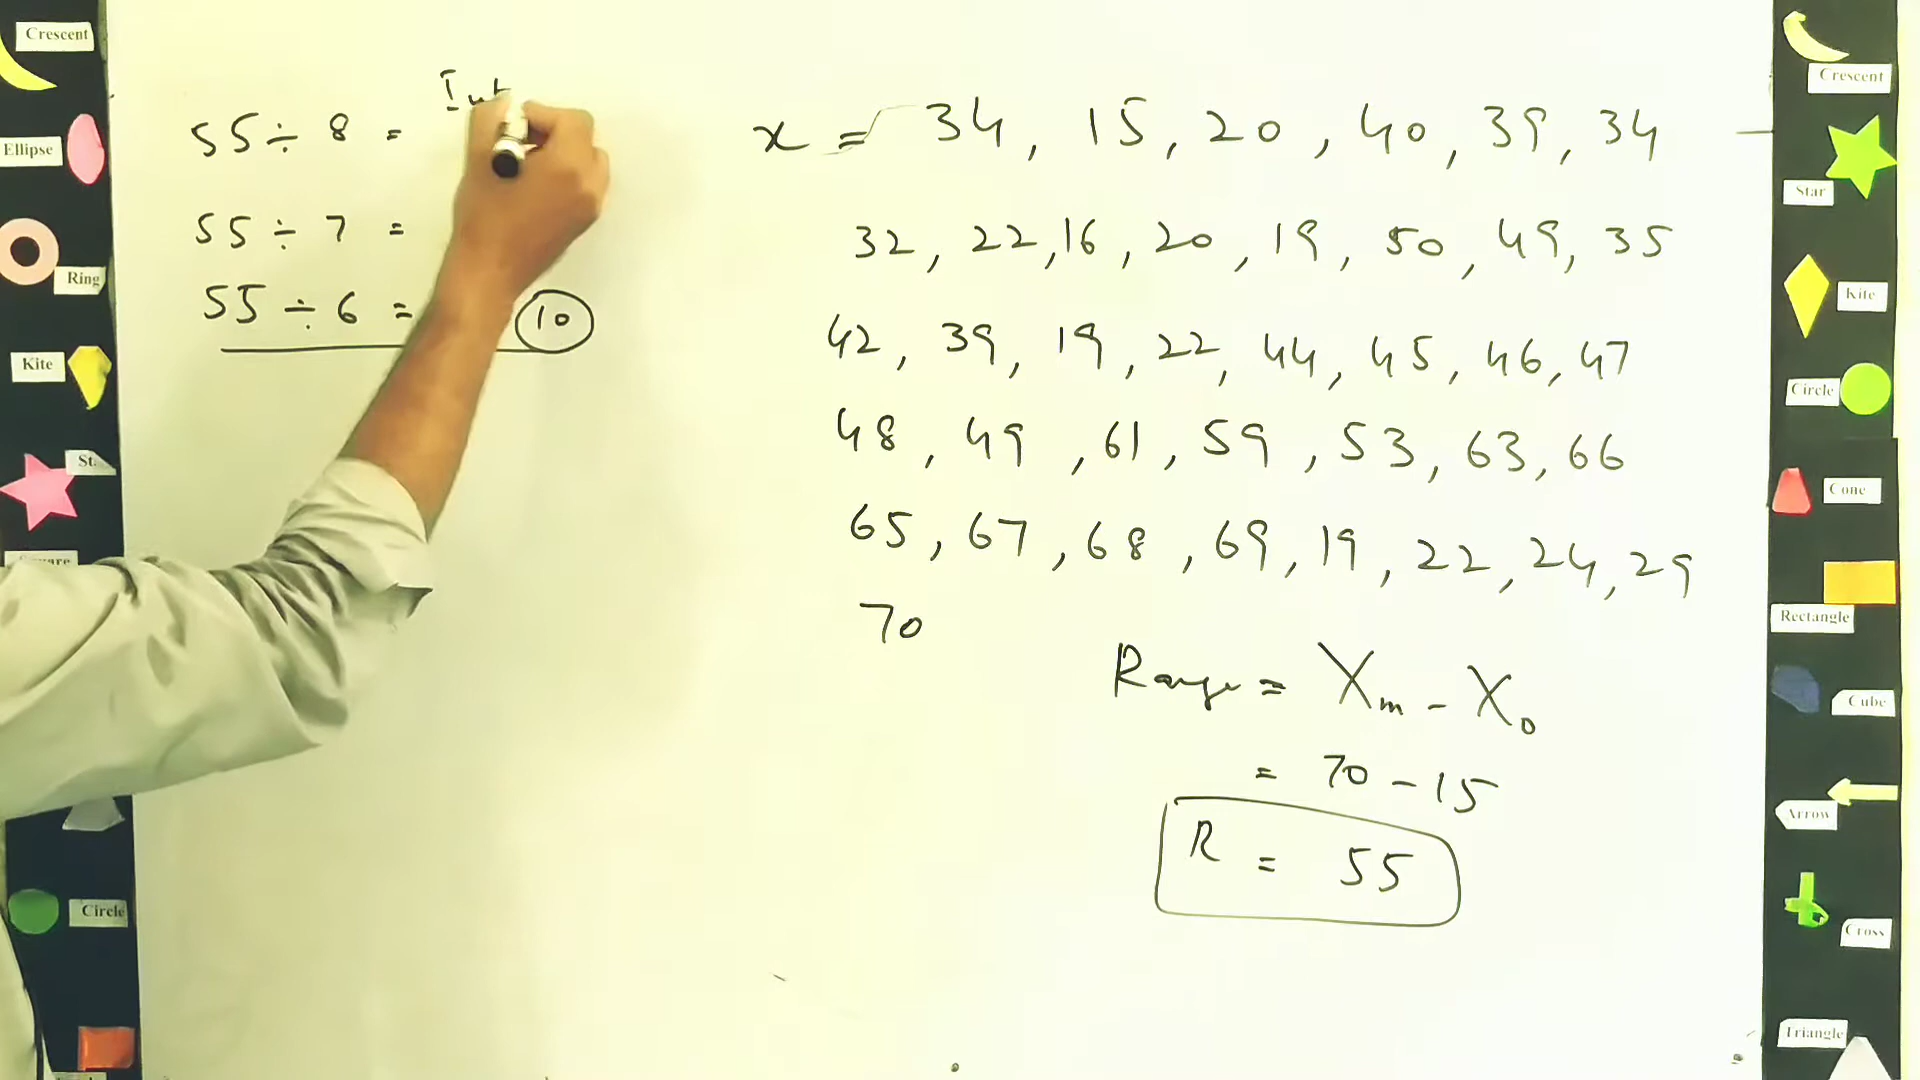 Crescent
Ellipse
Ring
Kite
St.
Circle
55 ÷ 8 =
55 ÷ 7 =
55 ÷ 6 = 10
x = 34, 15, 20, 40, 39, 34
32, 22, 16, 20, 19, 50, 49, 35
42, 39, 19, 22, 44, 45, 46, 47
48, 49, 61, 59, 53, 63, 66
65, 67, 68, 69, 19, 22, 24, 29
70
Range = Xm - X0
= 70 - 15
R = 55
Crescent
Star
Kite
Circle
Cone
Rectangle
Cube
Arrow
Cross
Triangle